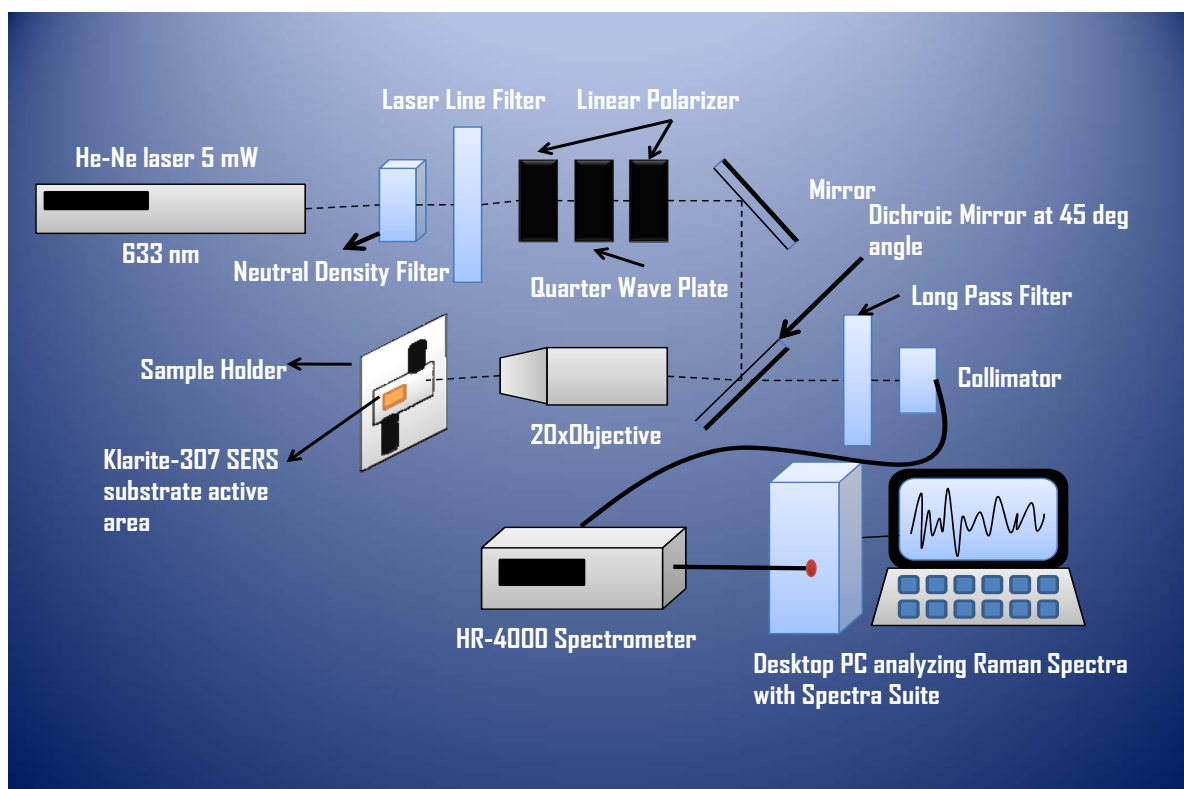 Laser Line Filter
Linear Polarizer
He-Ne laser 5 mW
633 nm
Neutral Density Filter
Quarter Wave Plate
Mirror
Dichroic Mirror at 45 deg
angle
Long Pass Filter
Sample Holder
Collimator
20xObjective
Klarite-307 SERS
substrate active
area
HR-4000 Spectrometer
Desktop PC analyzing Raman Spectra
with Spectra Suite